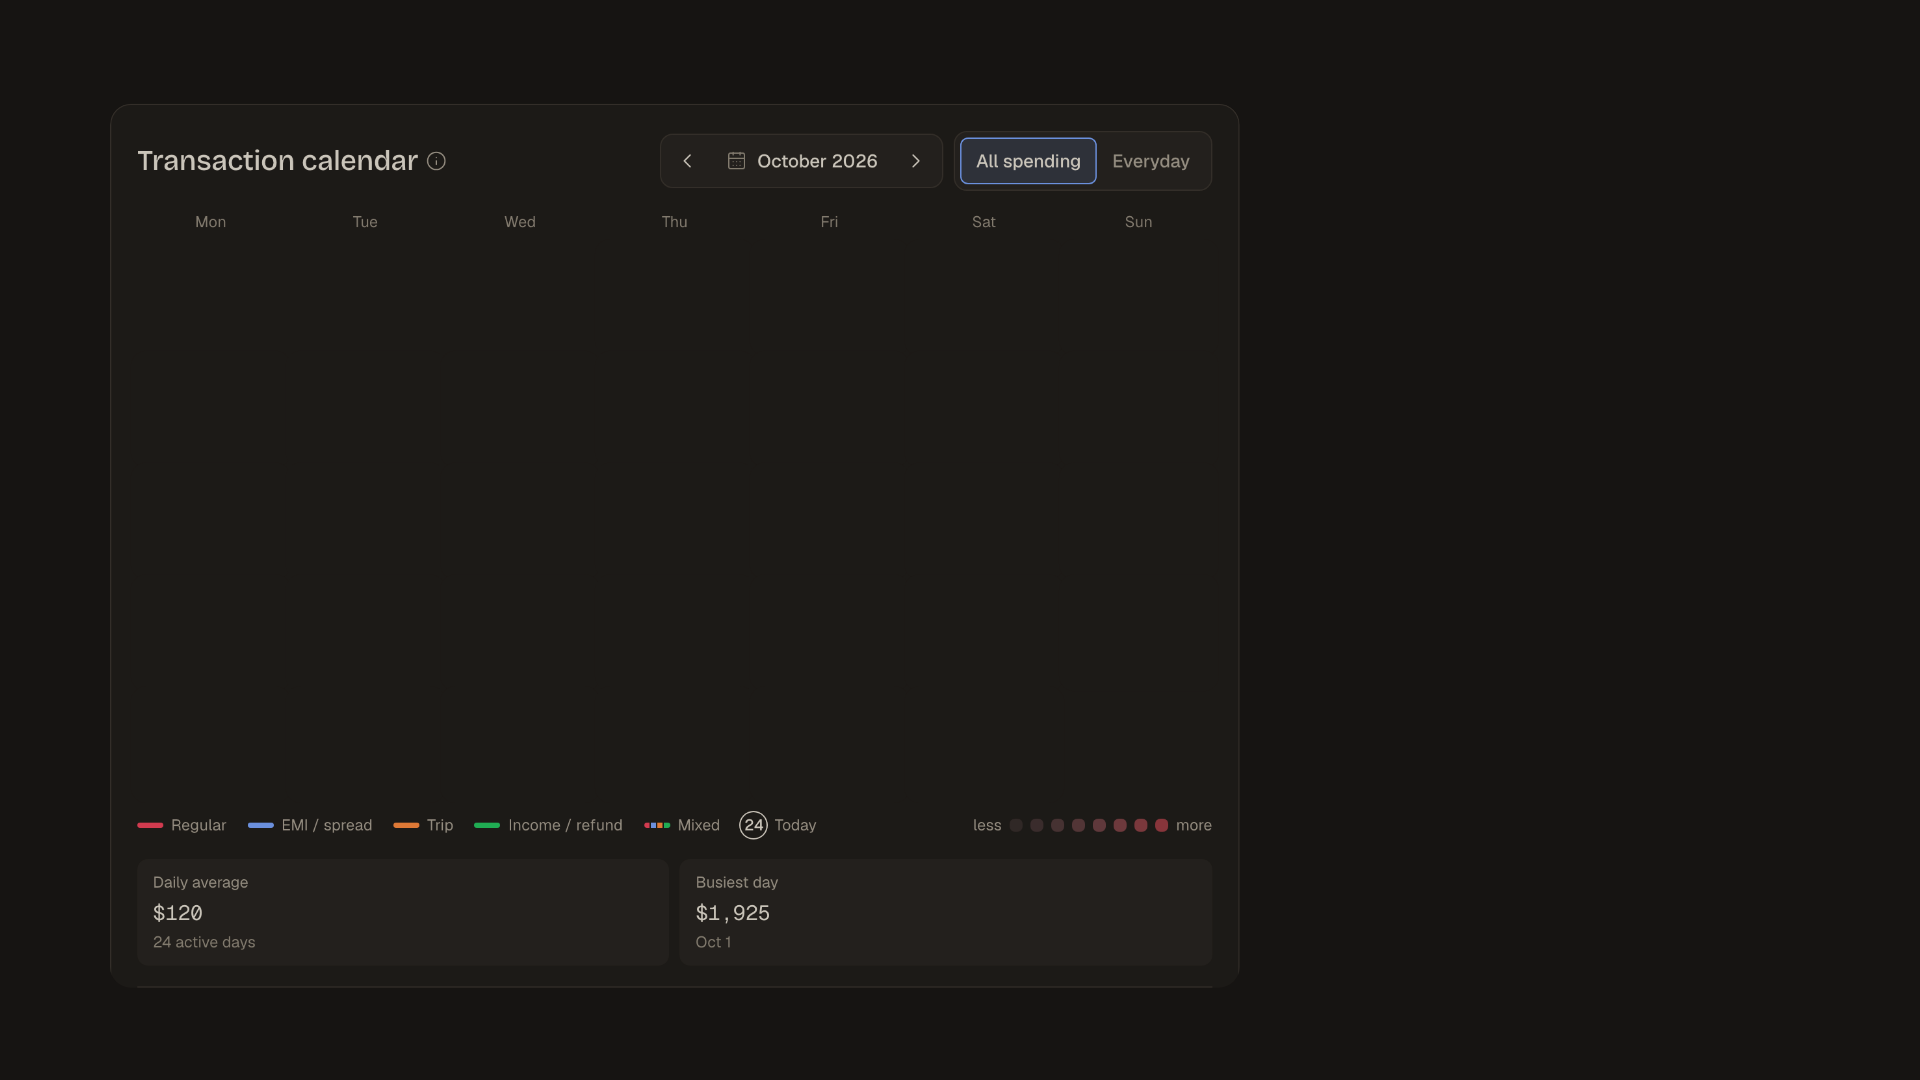 Transaction calendar
October 2026
All spending Everyday
Mon Tue Wed Thu Fri Sat Sun
Regular EMI / spread Trip Income / refund Mixed 24 Today less more
Daily average
$120
24 active days
Busiest day
$1,925
Oct 1